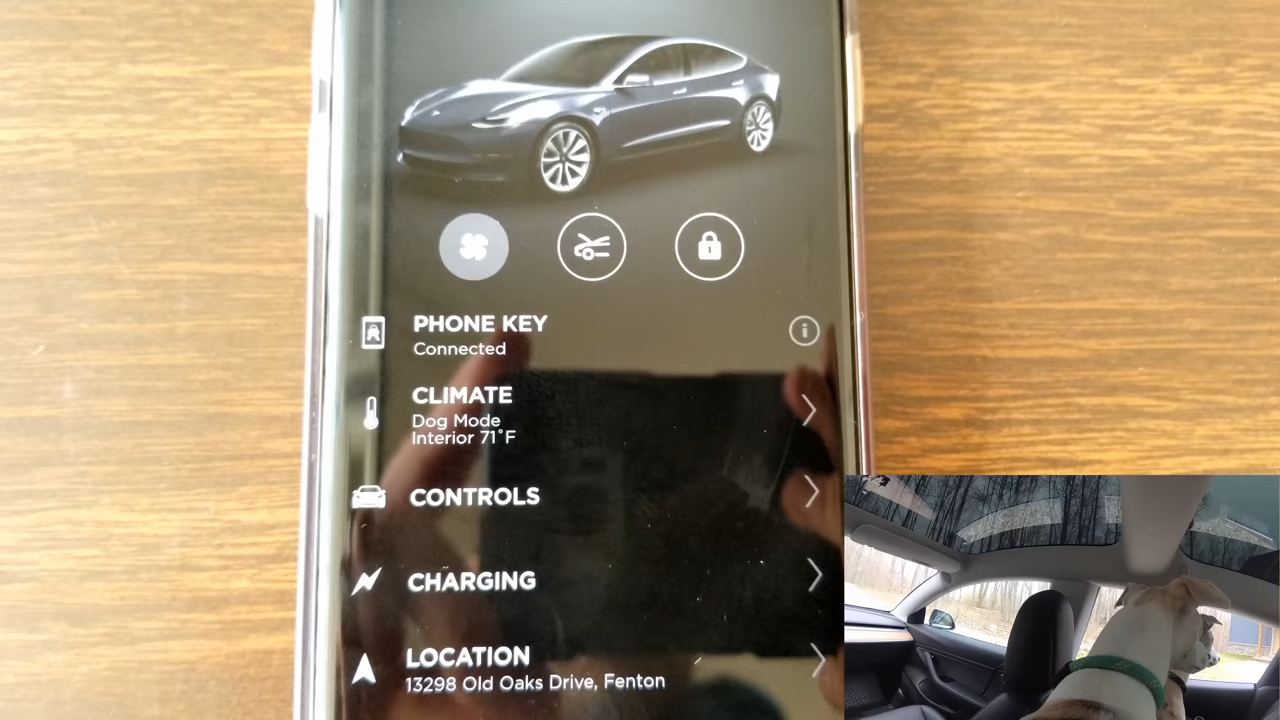 PHONE KEY
Connected
CLIMATE
Dog Mode
Interior 71°F
CONTROLS
CHARGING
LOCATION
13298 Old Oaks Drive, Fenton